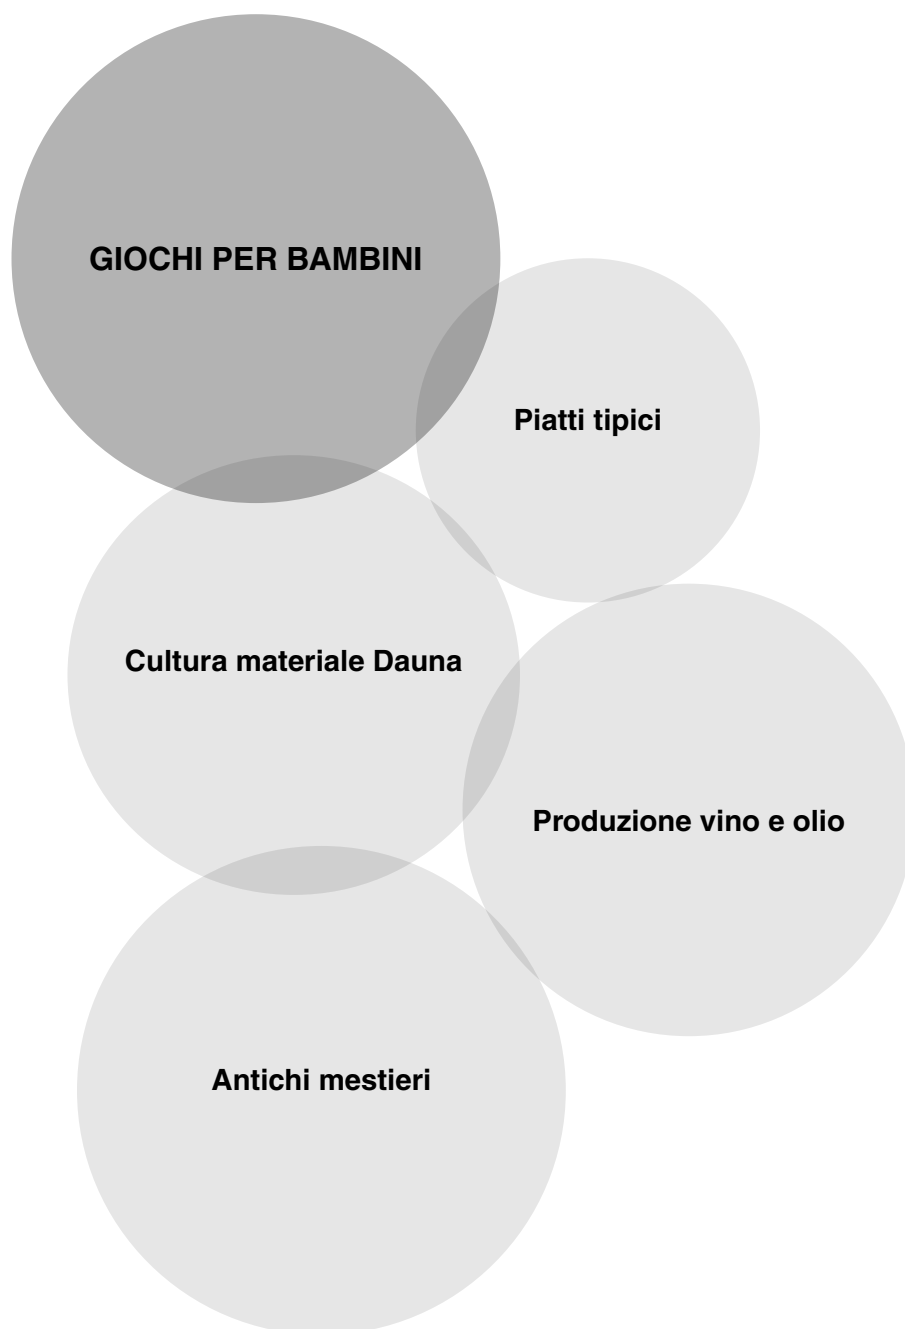 GIOCHI PER BAMBINI
Piatti tipici
Cultura materiale Dauna
Produzione vino e olio
Antichi mestieri